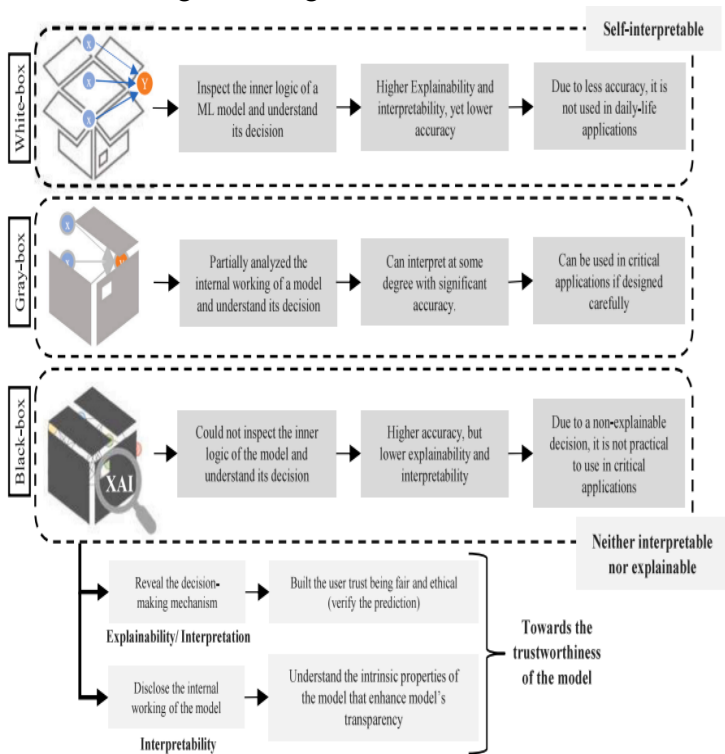 Self-interpretable
White-box
X
X
X
Y
Inspect the inner logic of a
ML model and understand
its decision
Higher Explainability and
interpretability, yet lower
accuracy
Due to less accuracy, it is
not used in daily-life
applications
Gray-box
X
X
Partially analyzed the
internal working of a model
and understand its decision
Can interpret at some
degree with significant
accuracy.
Can be used in critical
applications if designed
carefully
Black-box
XAI
Could not inspect the inner
logic of the model and
understand its decision
Higher accuracy, but
lower explainability and
interpretability
Due to a non-explainable
decision, it is not practical
to use in critical
applications
Neither interpretable
nor explainable
Reveal the decision-
making mechanism
Built the user trust being fair and ethical
(verify the prediction)
Explainability/ Interpretation
Towards the
trustworthiness
of the model
Disclose the internal
working of the model
Understand the intrinsic properties of
the model that enhance model's
transparency
Interpretability